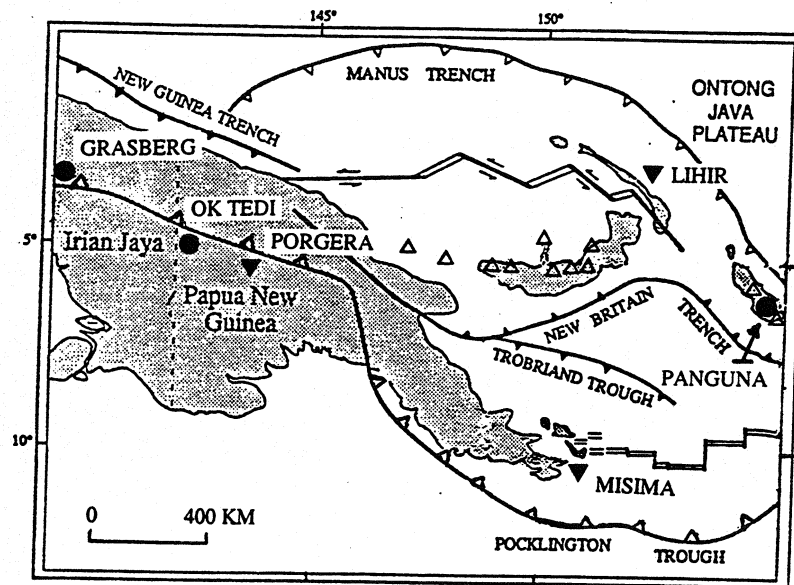 145°
150°
MANUS TRENCH
ONTONG
JAVA
PLATEAU
NEW GUINEA TRENCH
GRASBERG
LIHIR
OK TEDI
5°
Irian Jaya
PORGERA
Papua New
Guinea
NEW BRITAIN
TRENCH
TROBRIAND TROUGH
PANGUNA
10°
MISIMA
0
400 KM
POCKLINGTON
TROUGH